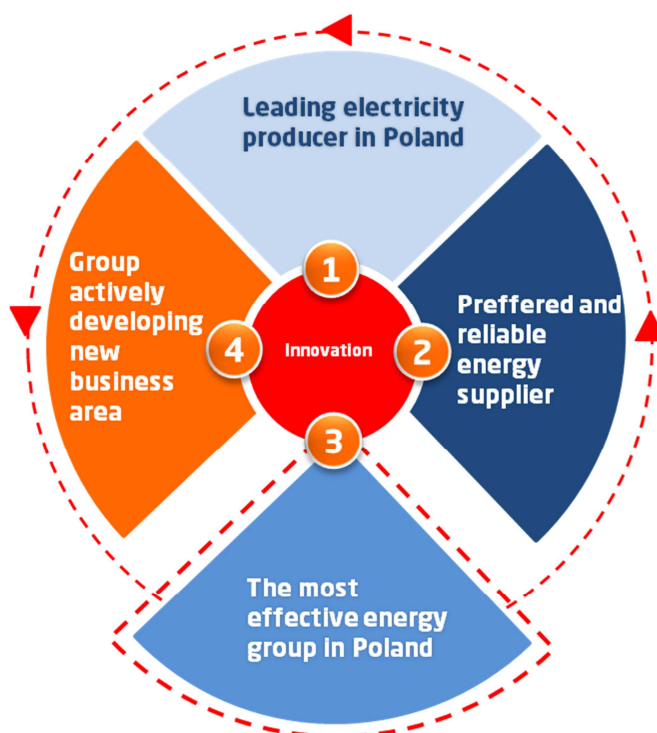 Leading electricity
producer in Poland
1
Preffered and
reliable
energy
supplier
2
Innovation
3
The most
effective energy
group in Poland
4
Group
actively
developing
new
business
area